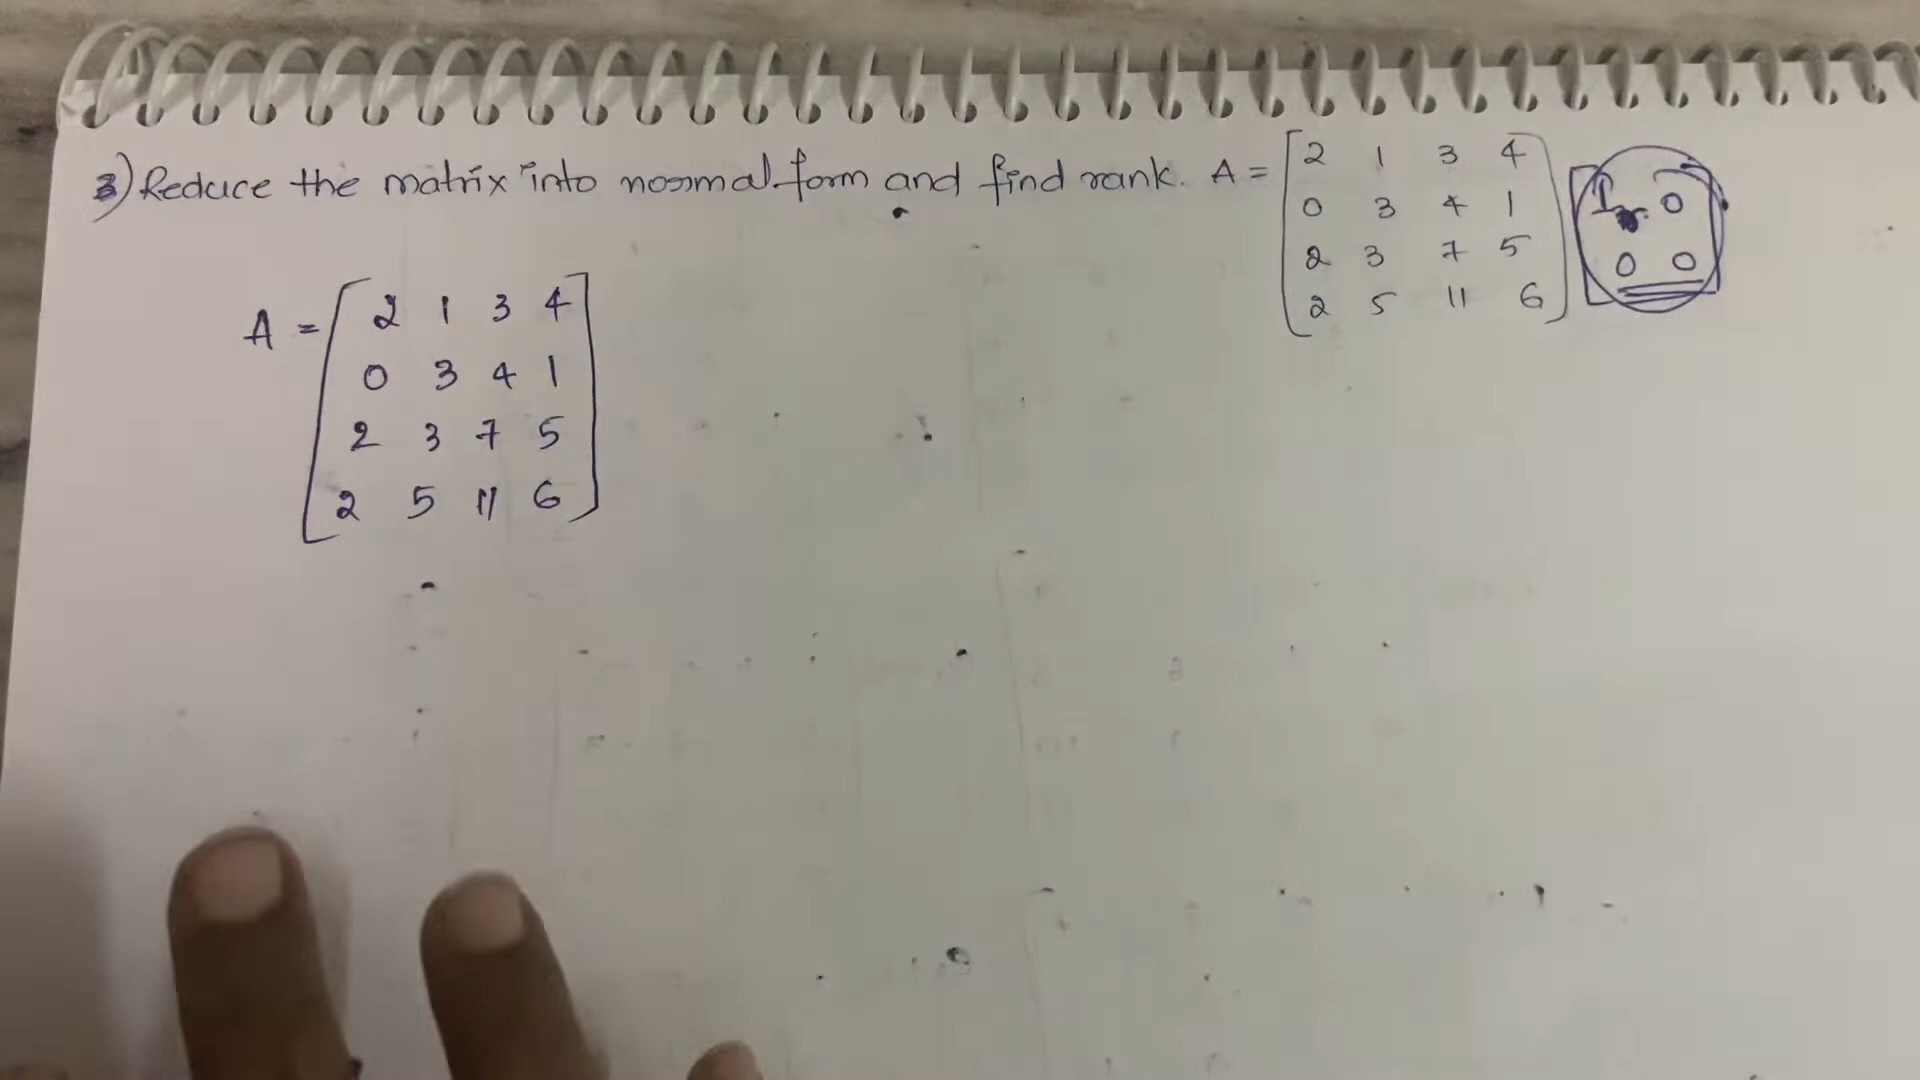 3) Reduce the matrix into normal form and find rank. A = [2 1 3 4
0 3 4 1
2 3 7 5
2 5 11 6]
[Ir 0
0 0]
A = [2 1 3 4
0 3 4 1
2 3 7 5
2 5 11 6]